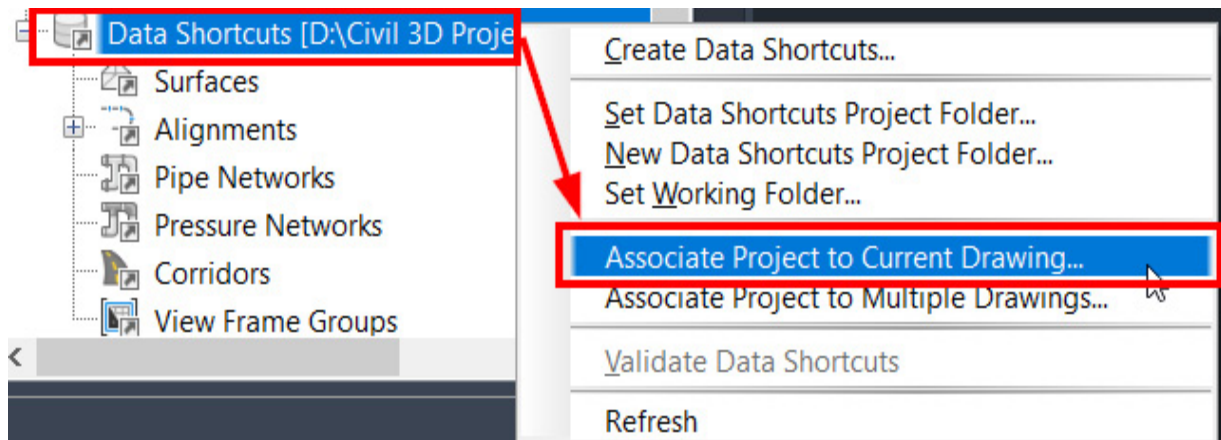 Data Shortcuts [D:\Civil 3D Proje
Surfaces
Alignments
Pipe Networks
Pressure Networks
Corridors
View Frame Groups
Create Data Shortcuts...
Set Data Shortcuts Project Folder...
New Data Shortcuts Project Folder...
Set Working Folder...
Associate Project to Current Drawing...
Associate Project to Multiple Drawings...
Validate Data Shortcuts
Refresh